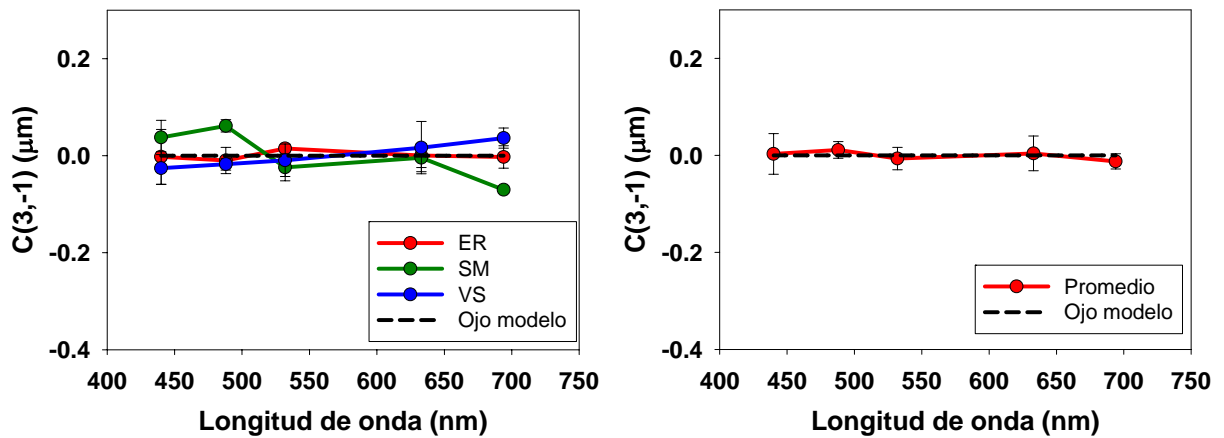 C(3,-1) (μm)
0.2
0.0
-0.2
-0.4
ER
SM
VS
Ojo modelo
400 450 500 550 600 650 700 750
Longitud de onda (nm)
C(3,-1) (μm)
0.2
0.0
-0.2
-0.4
Promedio
Ojo modelo
400 450 500 550 600 650 700 750
Longitud de onda (nm)